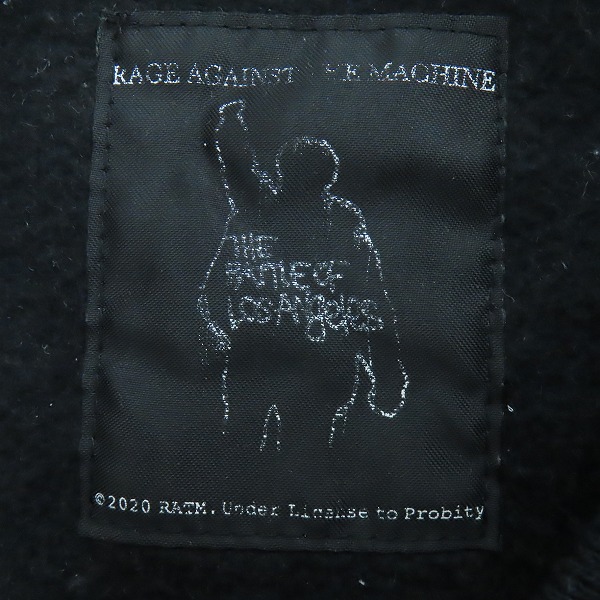 RAGE AGAINST THE MACHINE
THE
BATTLE OF
LOS ANgeles
©2020 RATM. Under License to Probity